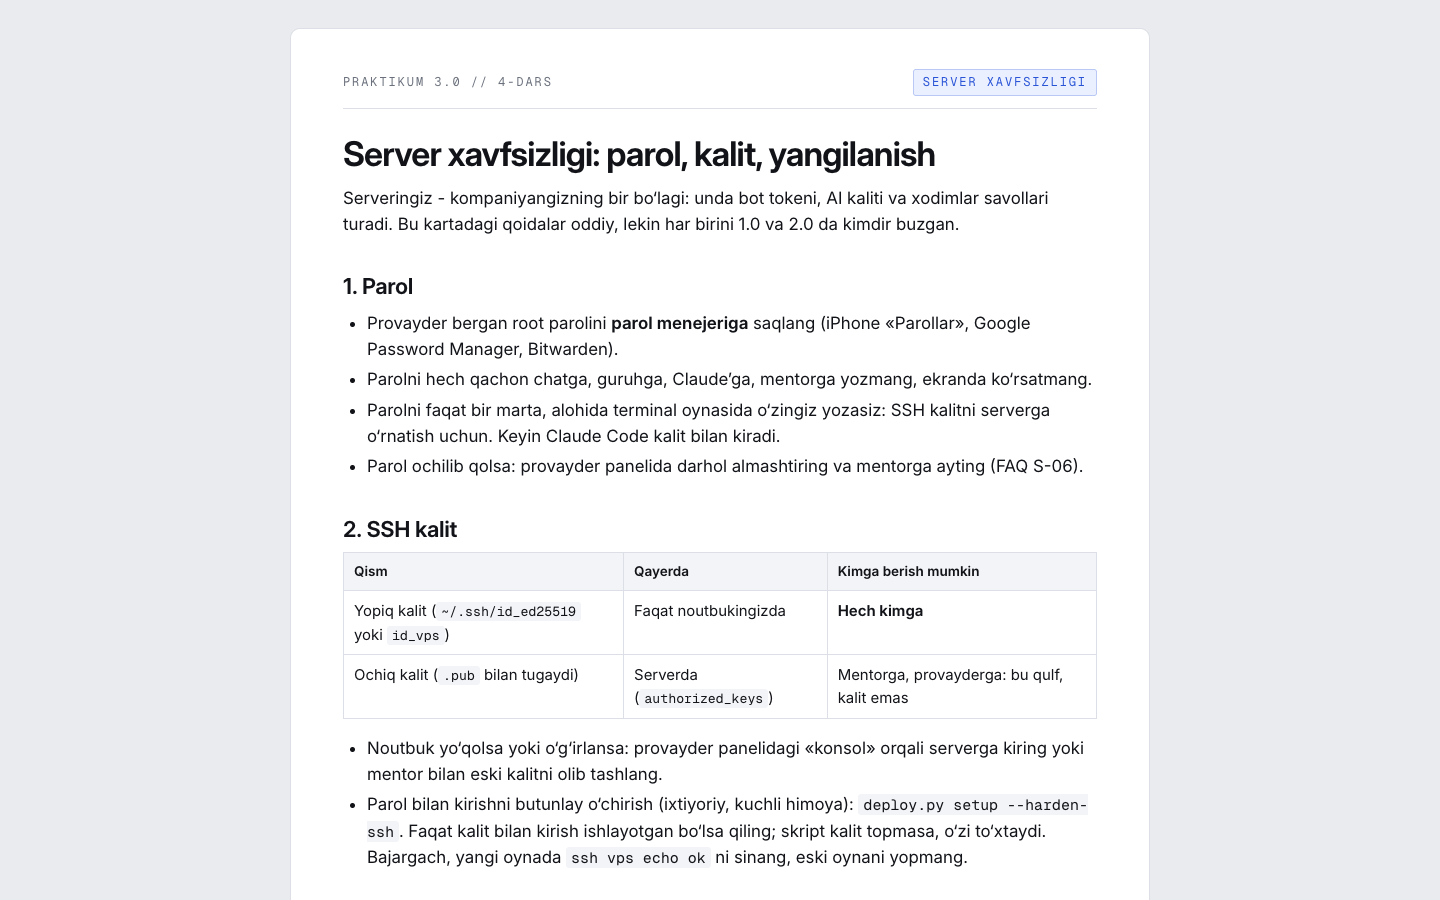 PRAKTIKUM 3.0 // 4-DARS
SERVER XAVFSIZLIGI
Server xavfsizligi: parol, kalit, yangilanish
Serveringiz - kompaniyangizning bir bo‘lagi: unda bot tokeni, AI kaliti va xodimlar savollari
turadi. Bu kartadagi qoidalar oddiy, lekin har birini 1.0 va 2.0 da kimdir buzgan.
1. Parol
• Provayder bergan root parolini parol menejeriga saqlang (iPhone «Parollar», Google
Password Manager, Bitwarden).
• Parolni hech qachon chatga, guruhga, Claude’ga, mentorga yozmang, ekranda ko‘rsatmang.
• Parolni faqat bir marta, alohida terminal oynasida o‘zingiz yozasiz: SSH kalitni serverga
o‘rnatish uchun. Keyin Claude Code kalit bilan kiradi.
• Parol ochilib qolsa: provayder panelida darhol almashtiring va mentorga ayting (FAQ S-06).
2. SSH kalit
Qism Qayerda Kimga berish mumkin
Yopiq kalit ( ~/.ssh/id_ed25519
yoki id_vps )
Faqat noutbukingizda
Hech kimga
Ochiq kalit ( .pub bilan tugaydi)
Serverda
( authorized_keys )
Mentorga, provayderga: bu qulf,
kalit emas
• Noutbuk yo‘qolsa yoki o‘g‘irlansa: provayder panelidagi «konsol» orqali serverga kiring yoki
mentor bilan eski kalitni olib tashlang.
• Parol bilan kirishni butunlay o‘chirish (ixtiyoriy, kuchli himoya): deploy.py setup --harden-
ssh . Faqat kalit bilan kirish ishlayotgan bo‘lsa qiling; skript kalit topmasa, o‘zi to‘xtaydi.
Bajargach, yangi oynada ssh vps echo ok ni sinang, eski oynani yopmang.